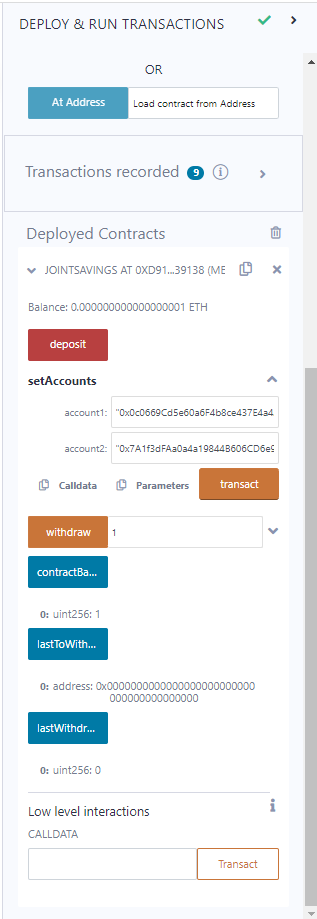 DEPLOY & RUN TRANSACTIONS
OR
At Address Load contract from Address
Transactions recorded 9 i
Deployed Contracts
JOINTSAVINGS AT 0XD91...39138 (ME
Balance: 0.000000000000000001 ETH
deposit
setAccounts
account1: "0x0c0669Cd5e60a6F4b8ce437E4a4
account2: "0x7A1f3dFAa0a4a19844B606CD6e9
Calldata Parameters transact
withdraw 1
contractBa...
0: uint256: 1
lastToWith...
0: address: 0x00000000000000000000000000
00000000000000
lastWithdr...
0: uint256: 0
Low level interactions i
CALLDATA
Transact